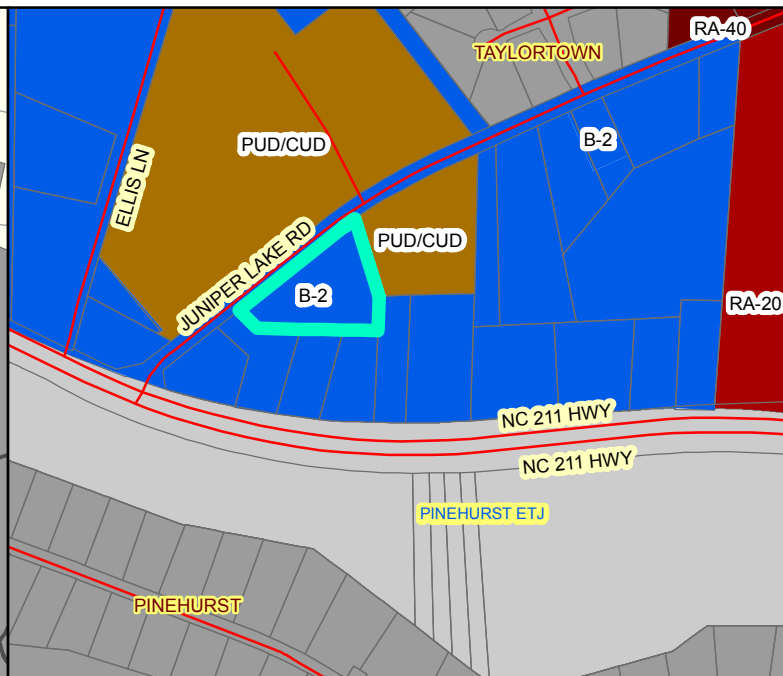 RA-40
TAYLORTOWN
PUD/CUD
B-2
ELLIS LN
PUD/CUD
JUNIPER LAKE RD
B-2
RA-20
NC 211 HWY
NC 211 HWY
PINEHURST ETJ
PINEHURST